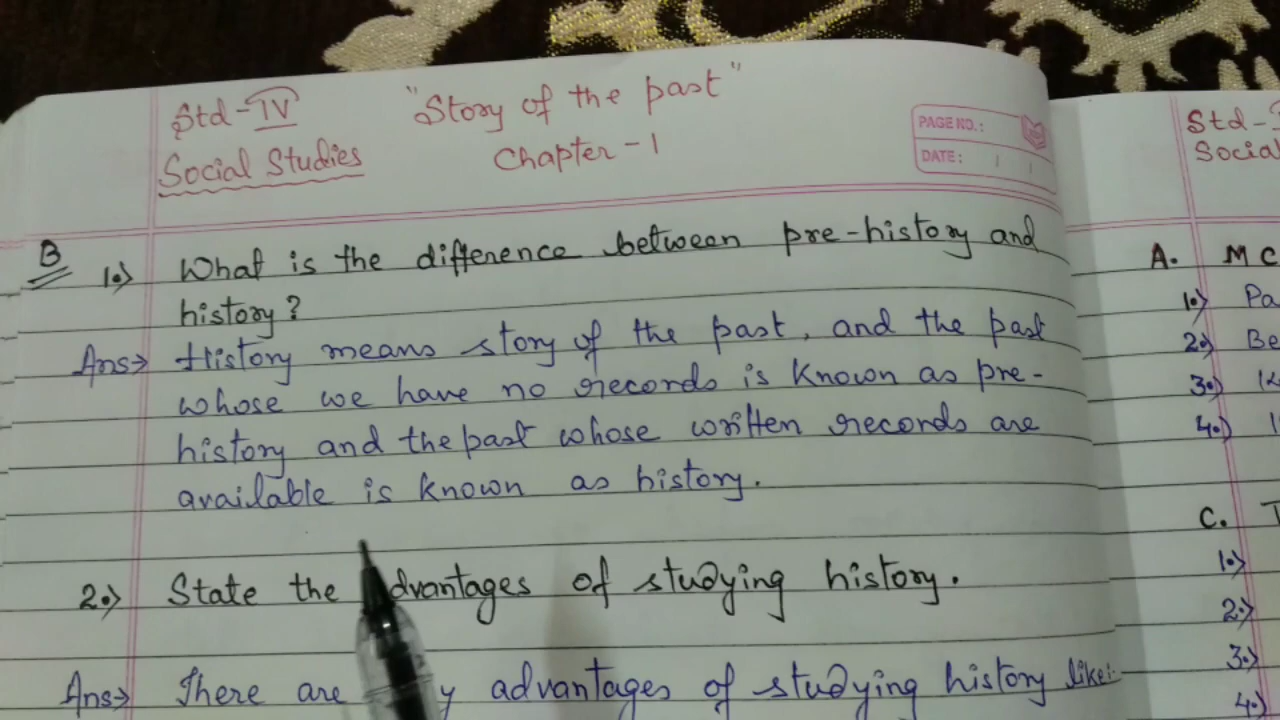 Std-IV "Story of the past"
Social Studies Chapter-1
PAGE NO.:
DATE: / /
B 1.) What is the difference between pre-history and
history?
Ans→ History means story of the past, and the past
whose we have no records is known as pre-
history and the past whose written records are
available is known as history.
2.) State the advantages of studying history.
Ans→ There are advantages of studying history like:-
Std-
Social
A. MC
1.) Pa
2.) Be
3.)
4.)
C.
1.)
2.)
3.)
4.)